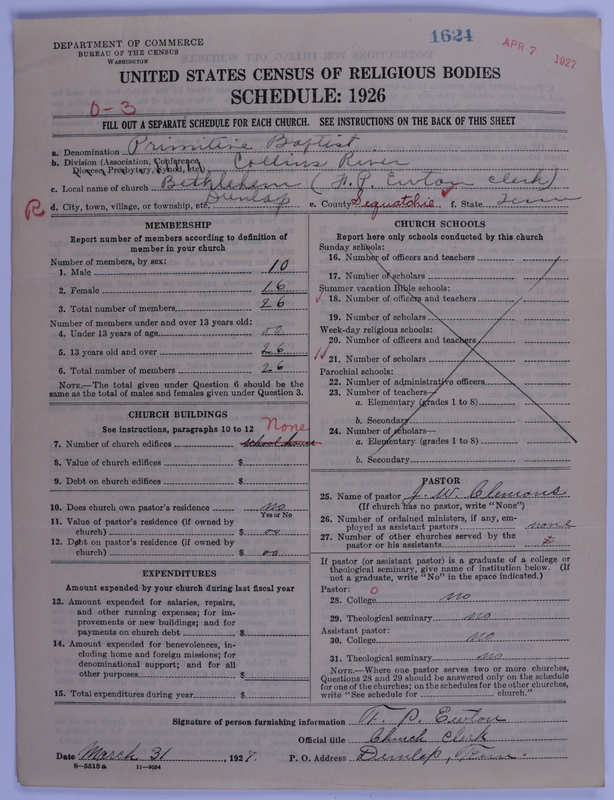 DEPARTMENT OF COMMERCE
BUREAU OF THE CENSUS
WASHINGTON
1624
APR 7 1927
UNITED STATES CENSUS OF RELIGIOUS BODIES
SCHEDULE: 1926
0-3
FILL OUT A SEPARATE SCHEDULE FOR EACH CHURCH. SEE INSTRUCTIONS ON THE BACK OF THIS SHEET
a. Denomination Primitive Baptist
b. Division (Association, Conference, Diocese, Presbytery, Synod, etc.) Collins River
c. Local name of church Bethlehem (F. P. Ewton clerk)
R d. City, town, village, or township, etc. Dunlap e. County Sequatchie f. State Tenn
MEMBERSHIP
Report number of members according to definition of
member in your church
Number of members, by sex:
1. Male 10
2. Female 16
3. Total number of members 26
Number of members under and over 13 years old:
4. Under 13 years of age 00
5. 13 years old and over 26
6. Total number of members 26
NOTE.—The total given under Question 6 should be the
same as the total of males and females given under Question 3.
CHURCH BUILDINGS
See instructions, paragraphs 10 to 12 None
7. Number of church edifices school house
8. Value of church edifices $
9. Debt on church edifices $
10. Does church own pastor's residence no
Yes or No
11. Value of pastor's residence (if owned by
church) $ 00
12. Debt on pastor's residence (if owned by
church) $ 00
EXPENDITURES
Amount expended by your church during last fiscal year
13. Amount expended for salaries, repairs,
and other running expenses; for im-
provements or new buildings; and for
payments on church debt $
14. Amount expended for benevolences, in-
cluding home and foreign missions; for
denominational support; and for all
other purposes $
15. Total expenditures during year $
CHURCH SCHOOLS
Report here only schools conducted by this church
Sunday schools:
16. Number of officers and teachers
17. Number of scholars
Summer vacation Bible schools:
18. Number of officers and teachers
19. Number of scholars
Week-day religious schools:
20. Number of officers and teachers
21. Number of scholars
Parochial schools:
22. Number of administrative officers
23. Number of teachers—
a. Elementary (grades 1 to 8)
b. Secondary
24. Number of scholars—
a. Elementary (grades 1 to 8)
b. Secondary
PASTOR
25. Name of pastor J. W. Clemons
(If church has no pastor, write "None")
26. Number of ordained ministers, if any, em-
ployed as assistant pastors none
27. Number of other churches served by the
pastor or his assistants
If pastor (or assistant pastor) is a graduate of a college or
theological seminary, give name of institution below. (If
not a graduate, write "No" in the space indicated.)
Pastor: 0
28. College no
29. Theological seminary no
Assistant pastor:
30. College no
31. Theological seminary no
NOTE.—Where one pastor serves two or more churches,
Questions 28 and 29 should be answered only on the schedule
for one of the churches; on the schedules for the other churches,
write "See schedule for church."
Signature of person furnishing information F. P. Ewton
Official title Church Clerk
Date March 31, 1927. P. O. Address Dunlap, Tenn.
8—5518a 11—9034